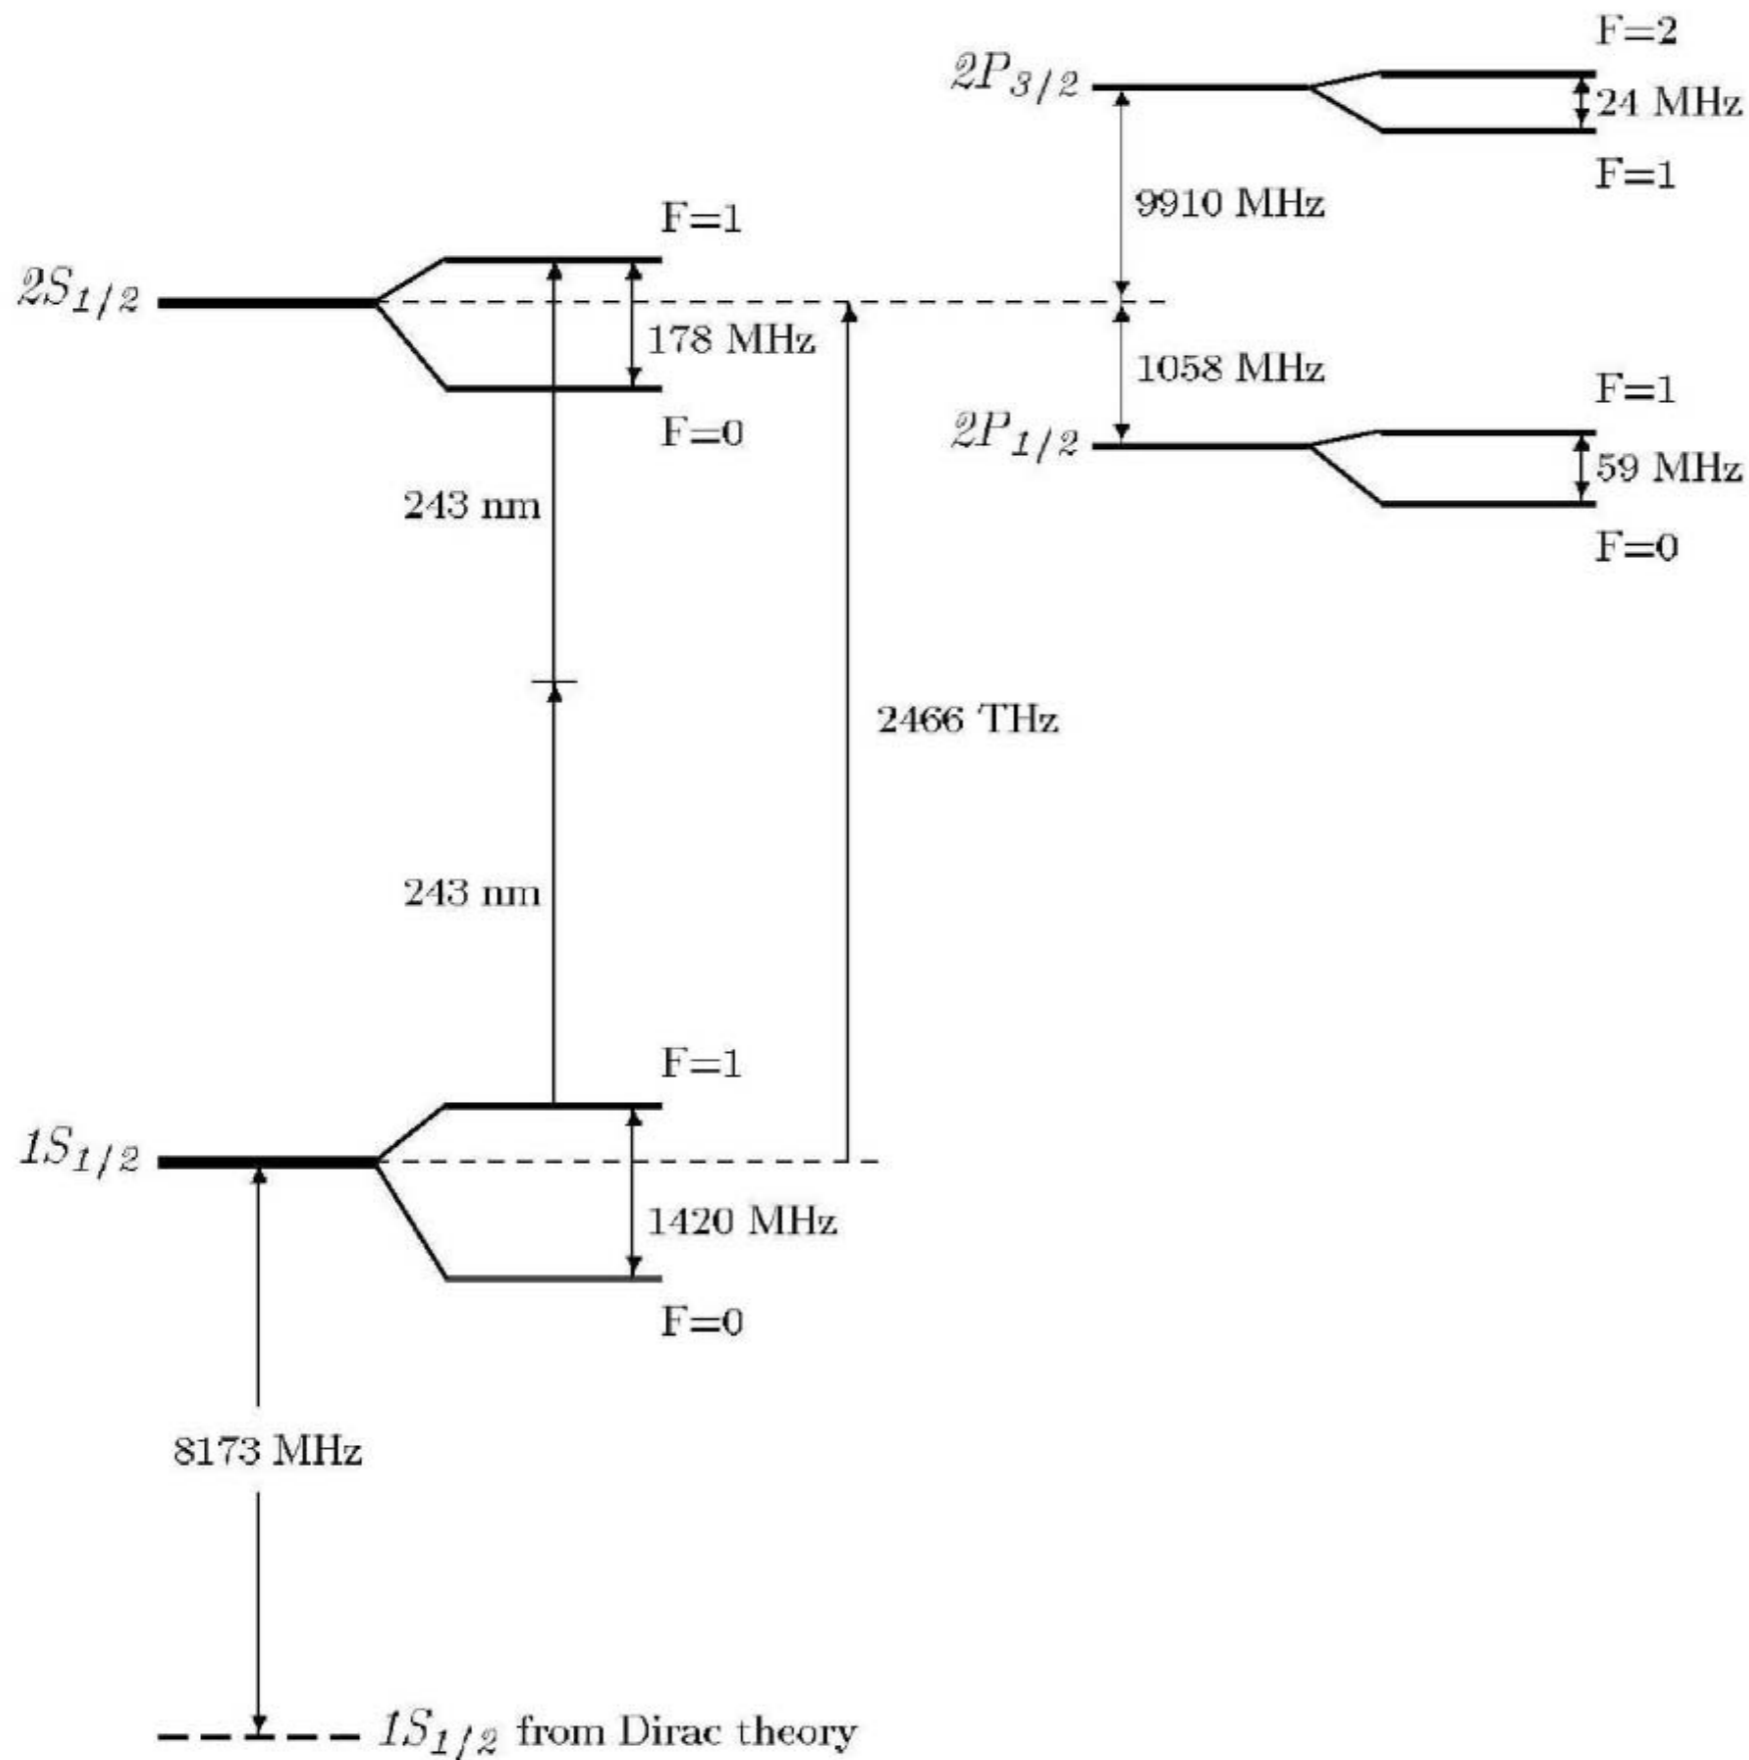 F=2
2P3/2
24 MHz
F=1
9910 MHz
F=1
2S1/2
178 MHz
1058 MHz
F=1
F=0
2P1/2
59 MHz
243 nm
F=0
2466 THz
243 nm
F=1
1S1/2
1420 MHz
F=0
8173 MHz
1S1/2 from Dirac theory